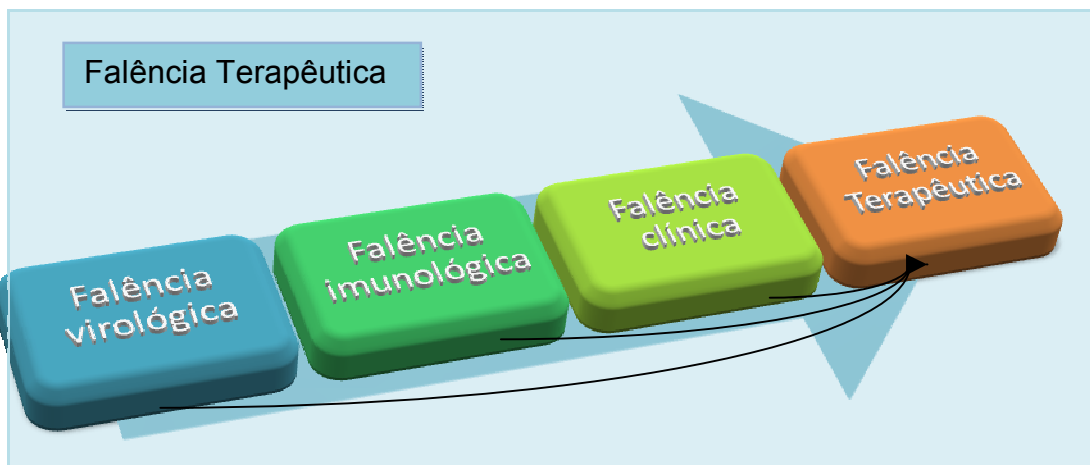 Falência Terapêutica
Falência
virológica
Falência
imunológica
Falência
clínica
Falência
Terapêutica